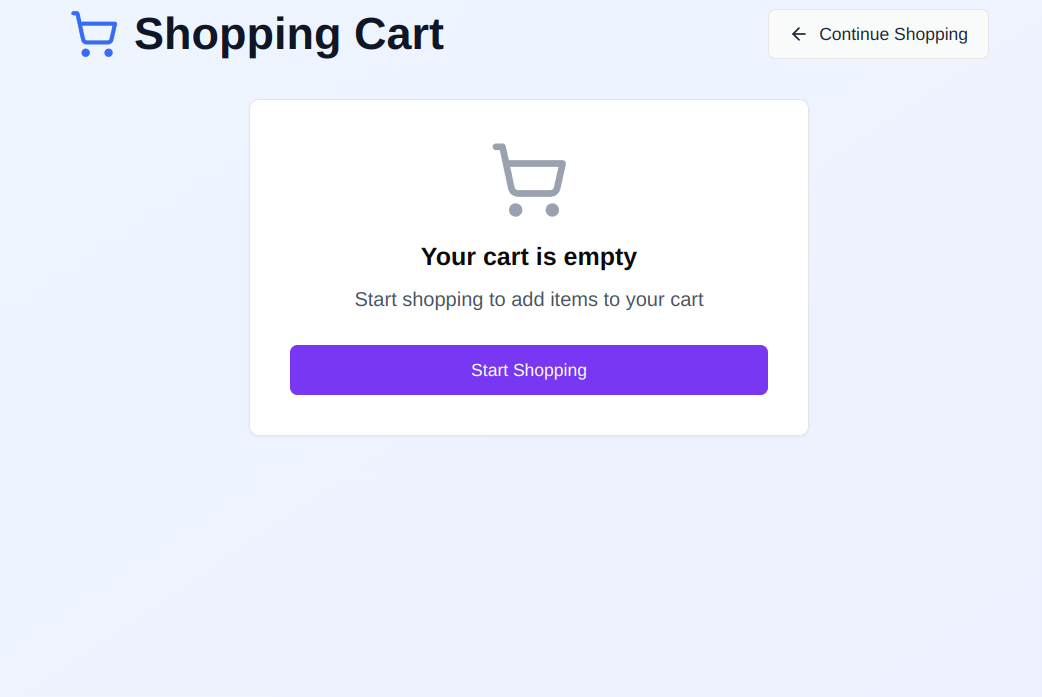 Shopping Cart
Continue Shopping
Your cart is empty
Start shopping to add items to your cart
Start Shopping